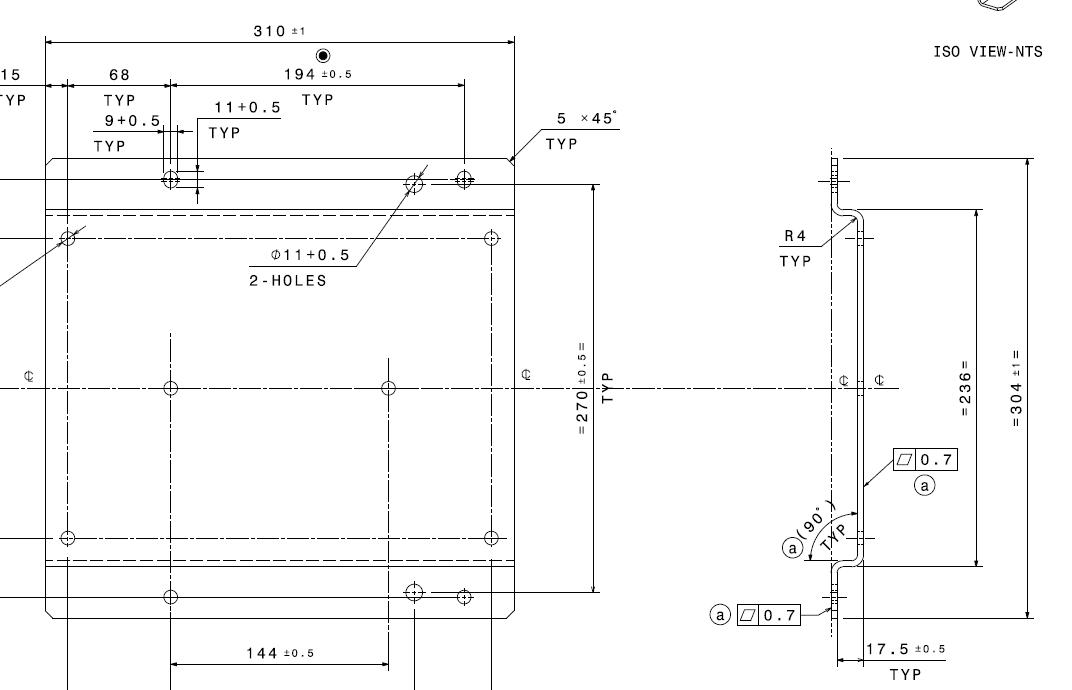 310 ±1
ISO VIEW-NTS
15
68
194 ±0.5
TYP
TYP
TYP
9+0.5
11+0.5
TYP
TYP
5 ×45°
TYP
R4
TYP
Ø11+0.5
2-HOLES
=270 ±0.5=
TYP
=236=
=304 ±1=
℄
℄
℄
℄
▱ 0.7
a
a
(90°)
TYP
a
▱ 0.7
144 ±0.5
17.5 ±0.5
TYP